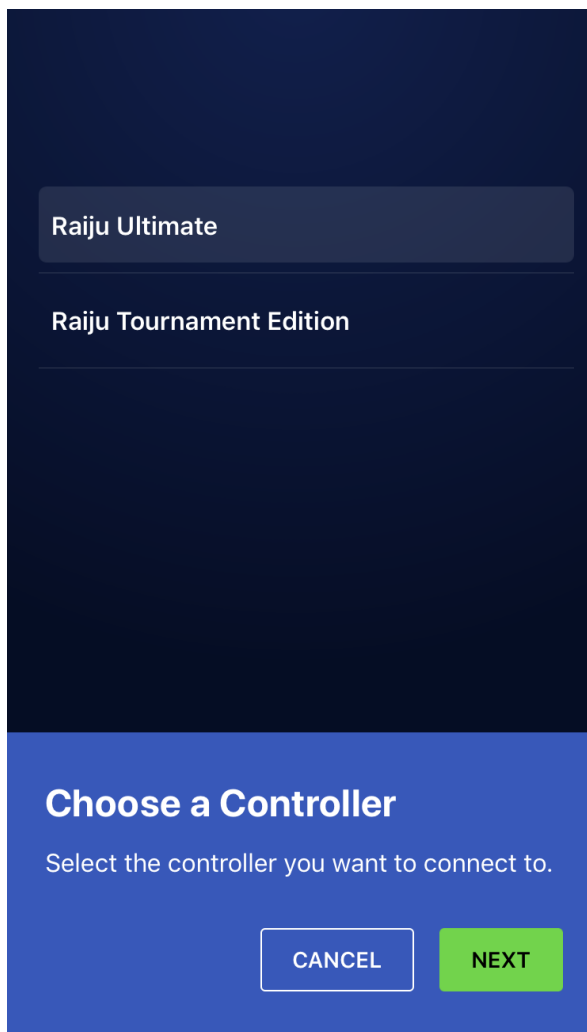 Raiju Ultimate
Raiju Tournament Edition
Choose a Controller
Select the controller you want to connect to.
CANCEL
NEXT